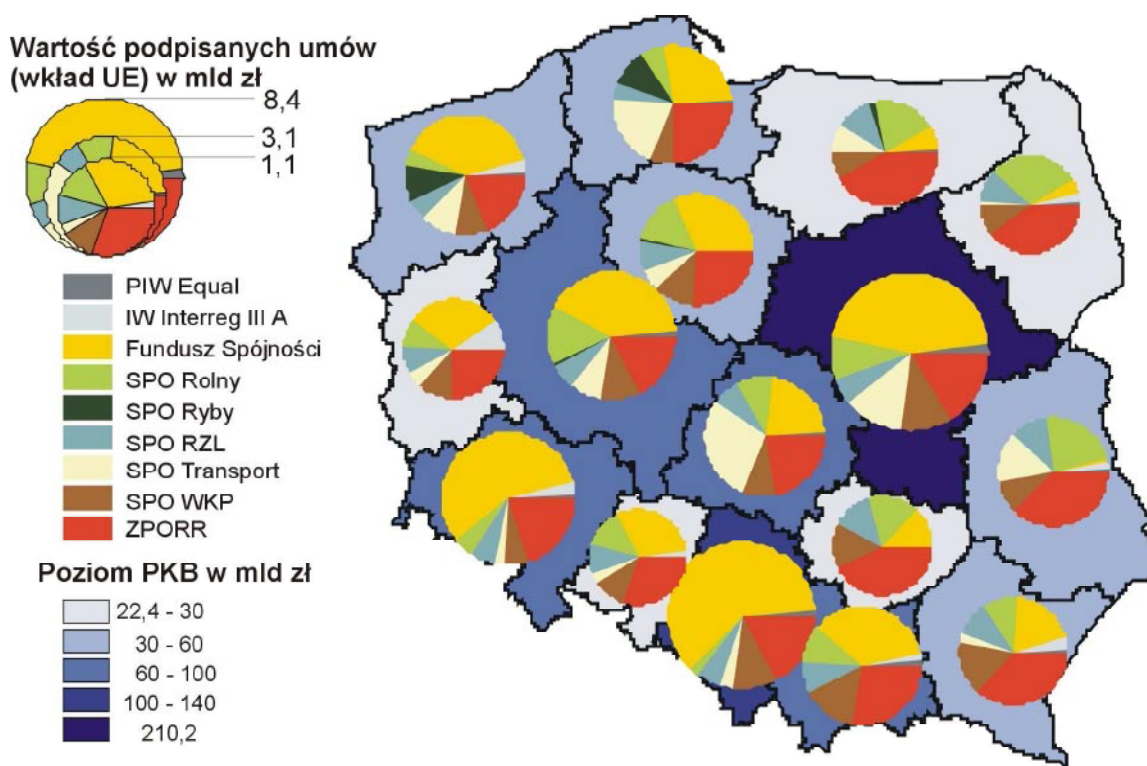 Wartość podpisanych umów
(wkład UE) w mld zł
8,4
3,1
1,1
PIW Equal
IW Interreg III A
Fundusz Spójności
SPO Rolny
SPO Ryby
SPO RZL
SPO Transport
SPO WKP
ZPORR
Poziom PKB w mld zł
22,4 - 30
30 - 60
60 - 100
100 - 140
210,2